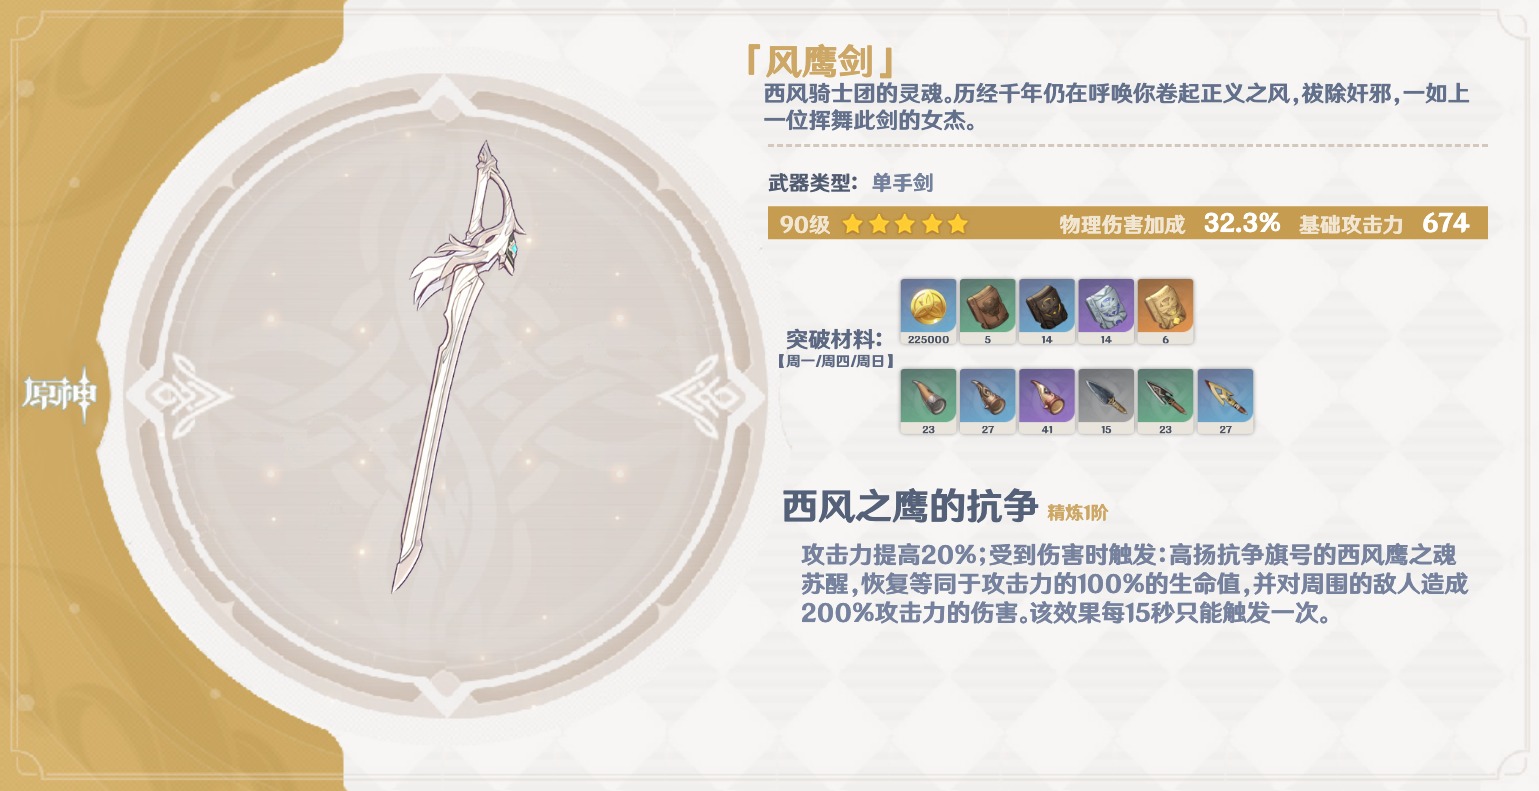 「风鹰剑」
西风骑士团的灵魂。历经千年仍在呼唤你卷起正义之风,祓除奸邪,一如上
一位挥舞此剑的女杰。
武器类型: 单手剑
90级 物理伤害加成 32.3% 基础攻击力 674
225000 5 14 14 6
突破材料:
【周一/周四/周日】
原神
23 27 41 15 23 27
西风之鹰的抗争 精炼1阶
攻击力提高20%;受到伤害时触发:高扬抗争旗号的西风鹰之魂
苏醒,恢复等同于攻击力的100%的生命值,并对周围的敌人造成
200%攻击力的伤害。该效果每15秒只能触发一次。